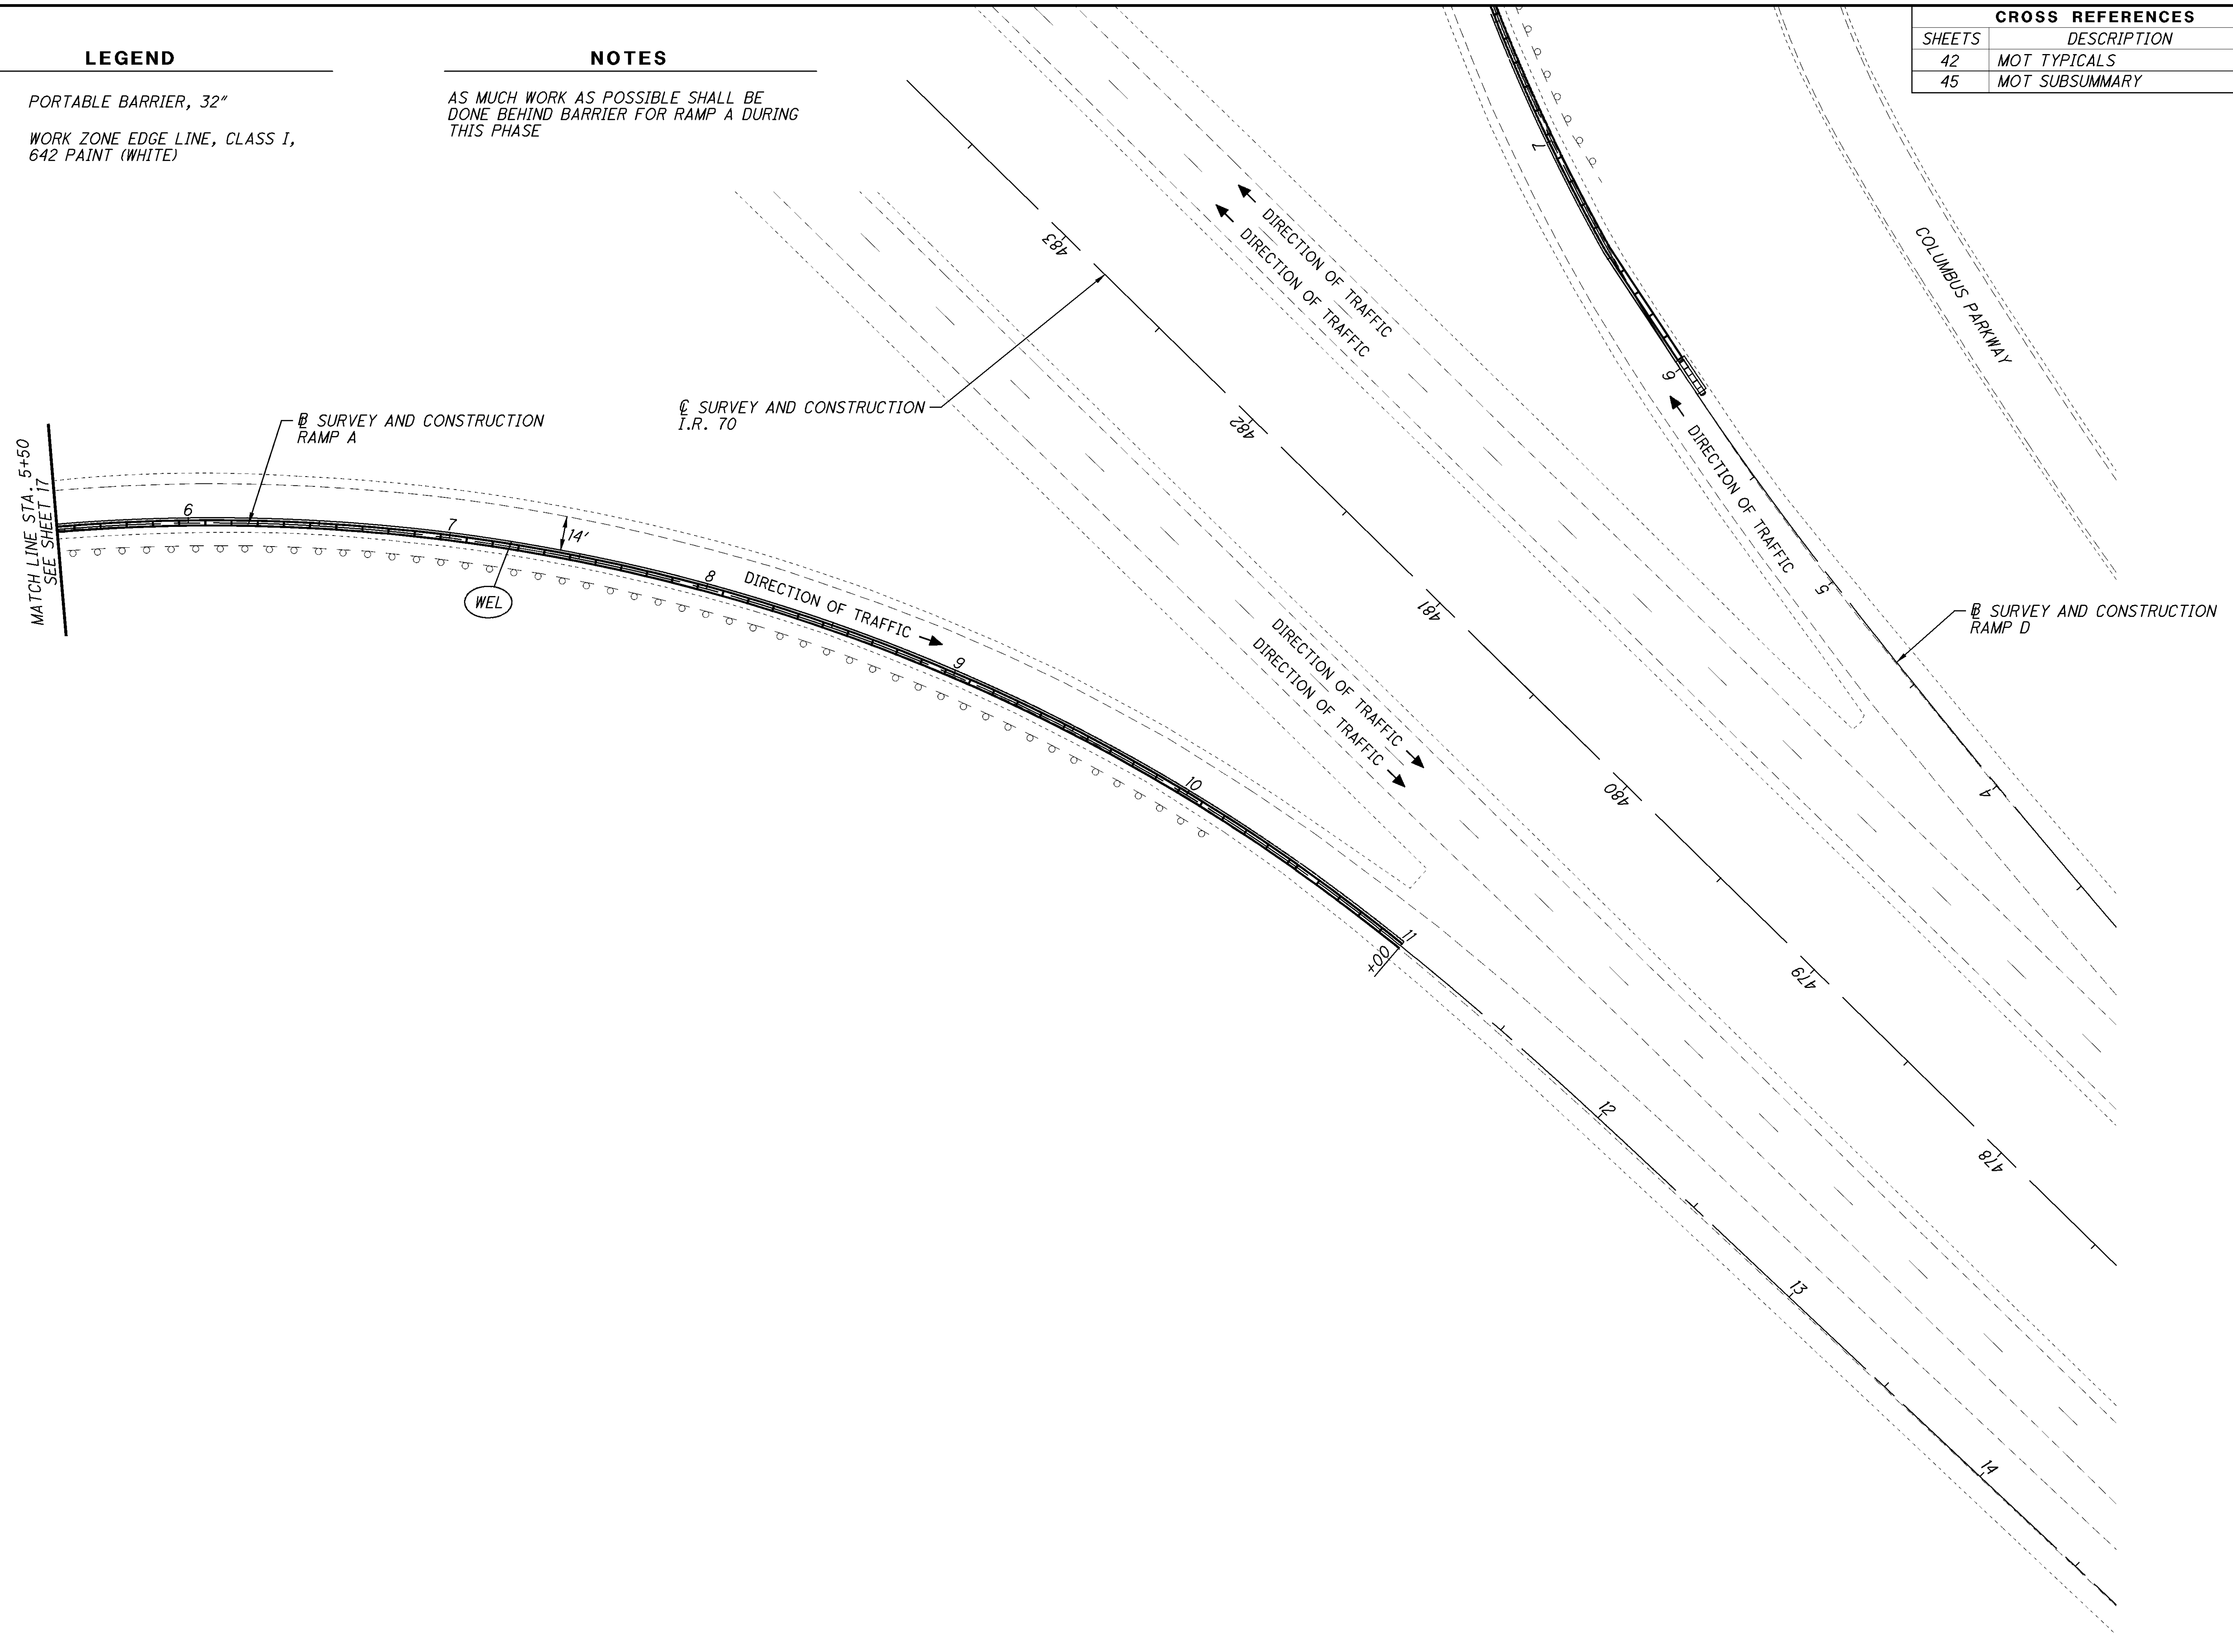 LEGEND
PORTABLE BARRIER, 32"
WORK ZONE EDGE LINE, CLASS I,
642 PAINT (WHITE)
NOTES
AS MUCH WORK AS POSSIBLE SHALL BE
DONE BEHIND BARRIER FOR RAMP A DURING
THIS PHASE
CROSS REFERENCES
SHEETS DESCRIPTION
42 MOT TYPICALS
45 MOT SUBSUMMARY
COLUMBUS PARKWAY
DIRECTION OF TRAFFIC
DIRECTION OF TRAFFIC
DIRECTION OF TRAFFIC
7
6
5
4
℄ SURVEY AND CONSTRUCTION
I.R. 70
483
482
481
480
479
478
MATCH LINE STA. 5+50
SEE SHEET 17
BL SURVEY AND CONSTRUCTION
RAMP A
BL SURVEY AND CONSTRUCTION
RAMP D
6
7
8
9
10
11
12
13
14
14'
WEL
DIRECTION OF TRAFFIC
DIRECTION OF TRAFFIC
DIRECTION OF TRAFFIC
+00